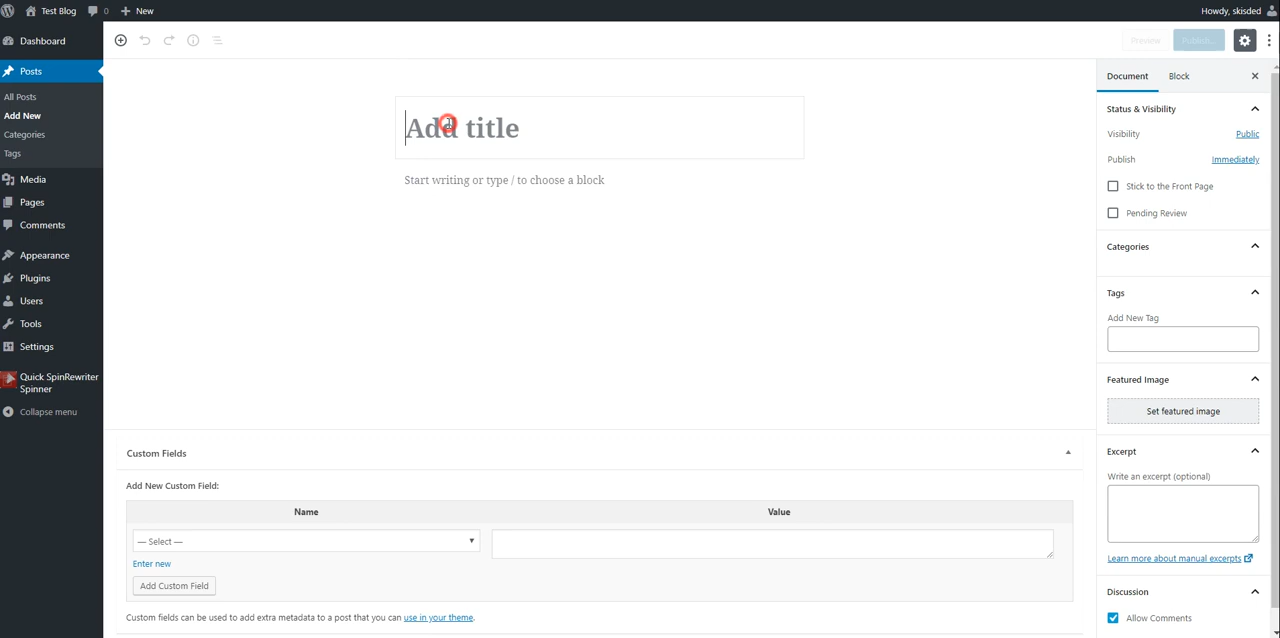 Test Blog 0 New Howdy, skisded
Dashboard
Posts
All Posts
Add New
Categories
Tags
Media
Pages
Comments
Appearance
Plugins
Users
Tools
Settings
Quick SpinRewriter
Spinner
Collapse menu
Preview Publish...
Add title
Start writing or type / to choose a block
Document Block
Status & Visibility
Visibility Public
Publish Immediately
Stick to the Front Page
Pending Review
Categories
Tags
Add New Tag
Featured Image
Set featured image
Excerpt
Write an excerpt (optional)
Learn more about manual excerpts
Discussion
Allow Comments
Custom Fields
Add New Custom Field:
Name Value
— Select —
Enter new
Add Custom Field
Custom fields can be used to add extra metadata to a post that you can use in your theme.